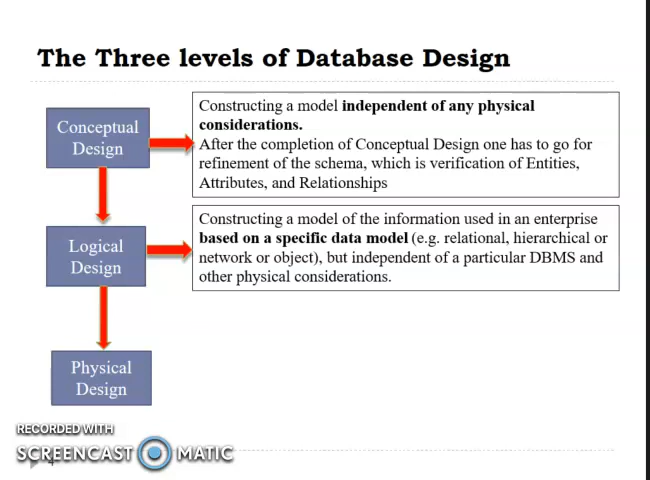 The Three levels of Database Design
Conceptual
Design
Constructing a model independent of any physical
considerations.
After the completion of Conceptual Design one has to go for
refinement of the schema, which is verification of Entities,
Attributes, and Relationships
Logical
Design
Constructing a model of the information used in an enterprise
based on a specific data model (e.g. relational, hierarchical or
network or object), but independent of a particular DBMS and
other physical considerations.
Physical
Design
RECORDED WITH
SCREENCAST MATIC
4